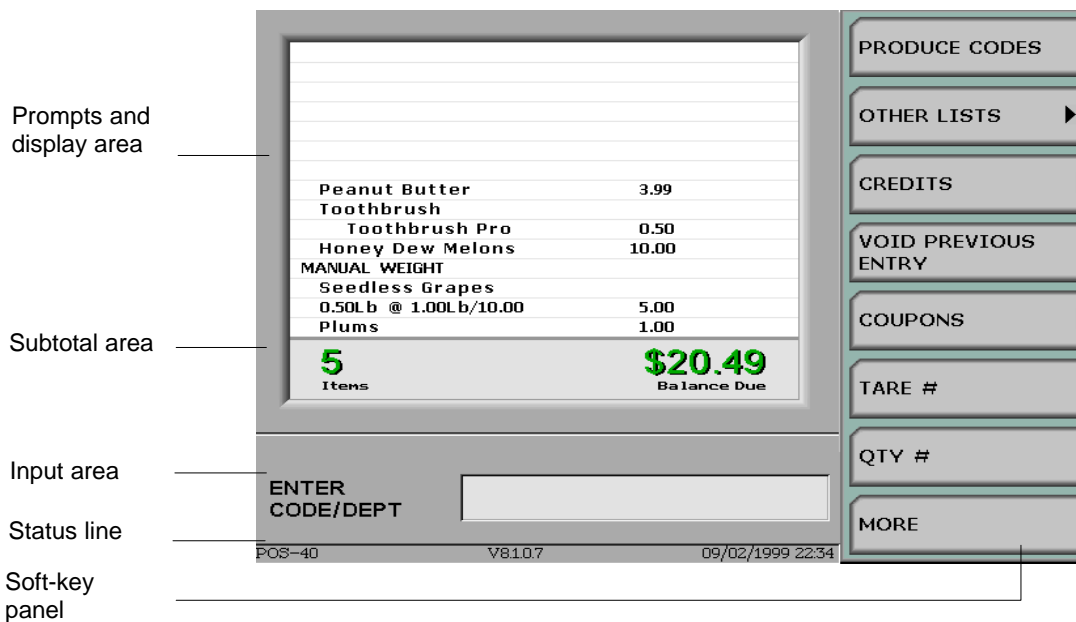 Prompts and
display area
Subtotal area
Input area
Status line
Soft-key
panel
Peanut Butter 3.99
Toothbrush
Toothbrush Pro 0.50
Honey Dew Melons 10.00
MANUAL WEIGHT
Seedless Grapes
0.50Lb @ 1.00Lb/10.00 5.00
Plums 1.00
5 $20.49
Items Balance Due
ENTER
CODE/DEPT
POS-40 V8.1.0.7 09/02/1999 22:34
PRODUCE CODES
OTHER LISTS
CREDITS
VOID PREVIOUS
ENTRY
COUPONS
TARE #
QTY #
MORE